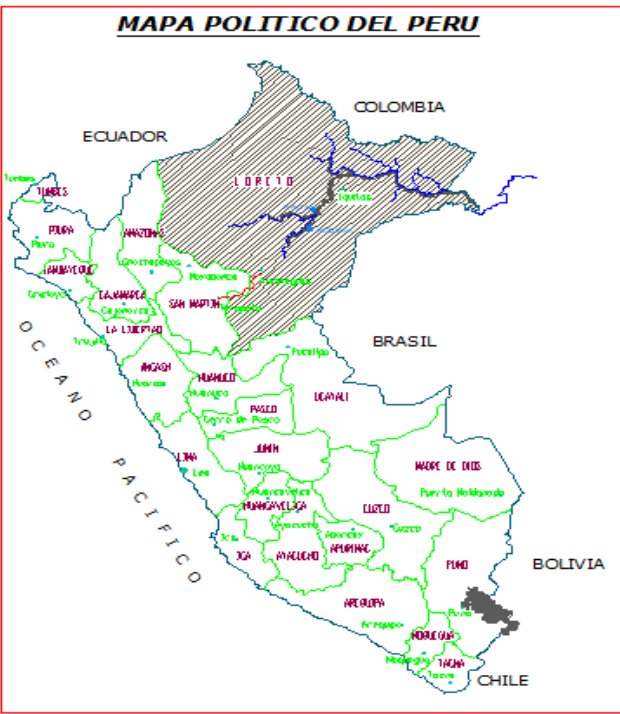 MAPA POLITICO DEL PERU
COLOMBIA
ECUADOR
LORETO
Iquitos
Tumbes
TUMBES
PIURA
Piura
AMAZONAS
LAMBAYEQUE
Chiclayo
CAJAMARCA
Cajamarca
SAN MARTIN
LA LIBERTAD
Trujillo
BRASIL
OCEANO PACIFICO
ANCASH
Huaraz
HUANUCO
Huanuco
Pucallpa
UCAYALI
PASCO
Cerro de Pasco
LIMA
Lima
JUNIN
Huancayo
MADRE DE DIOS
Puerto Maldonado
Huancavelica
HUANCAVELICA
CUZCO
Cuzco
Ayacucho
Abancay
APURIMAC
Ica
ICA
AYACUCHO
PUNO
BOLIVIA
Puno
AREQUIPA
Arequipa
MOQUEGUA
Moquegua
TACNA
Tacna
CHILE